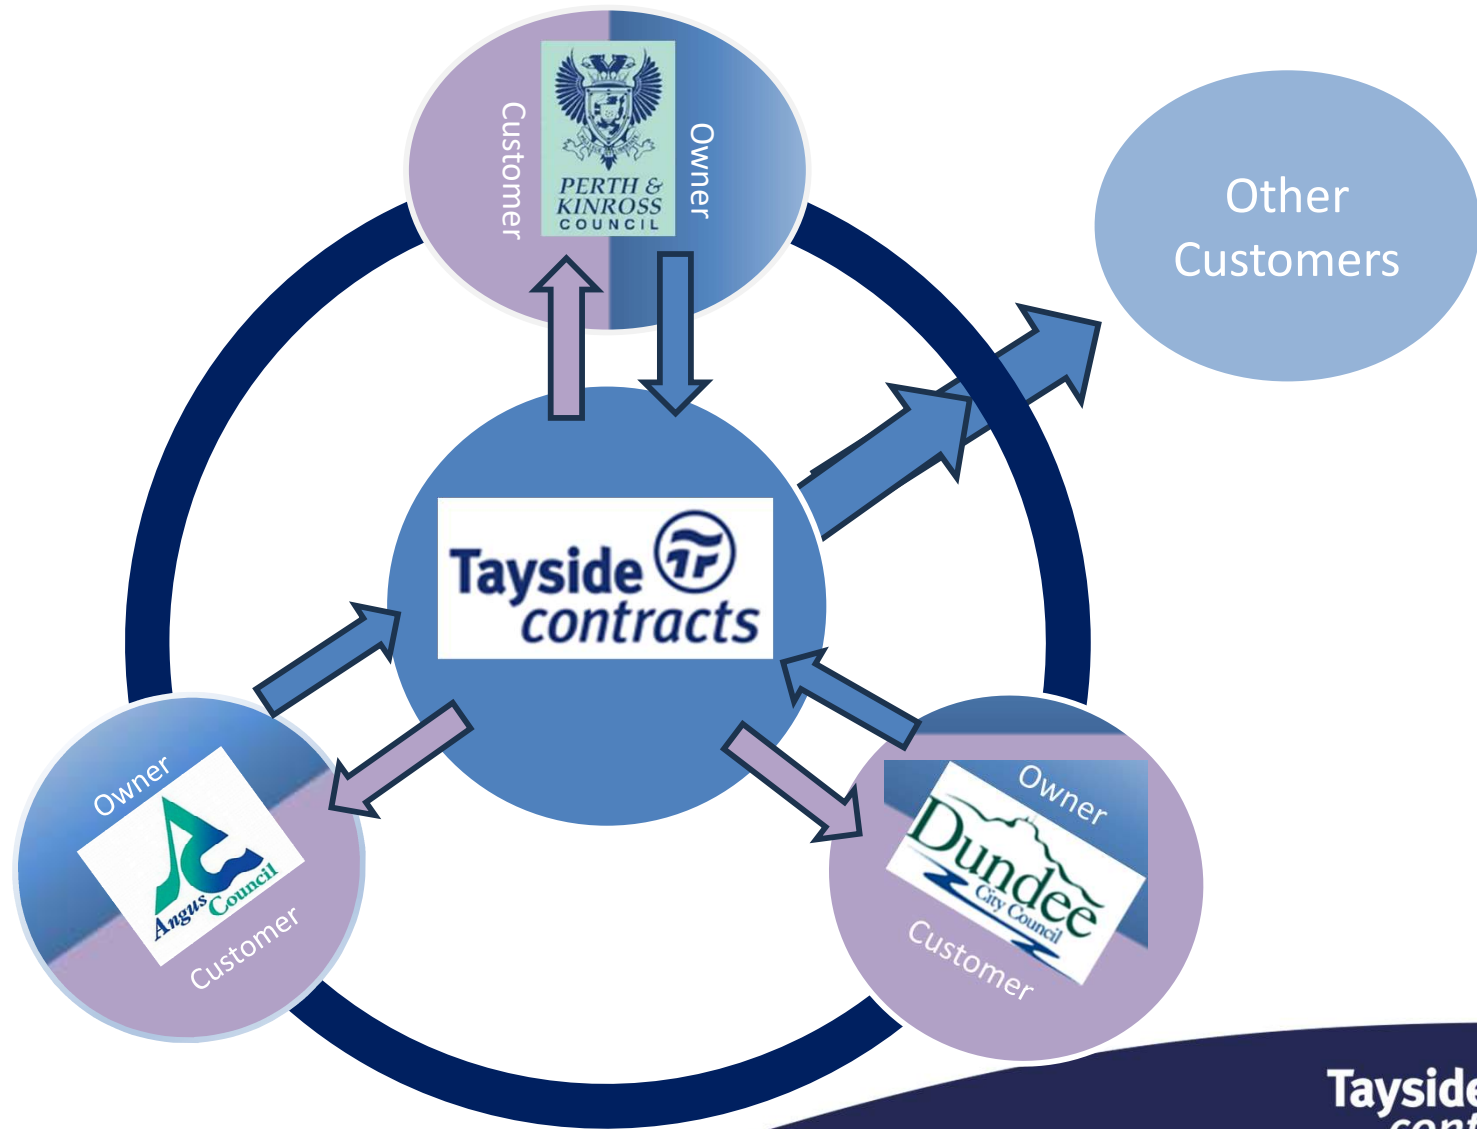 Customer
PERTH &
KINROSS
COUNCIL
Owner
Other
Customers
Tayside
contracts
Owner
Angus Council
Customer
Owner
Dundee
City Council
Customer
Tayside